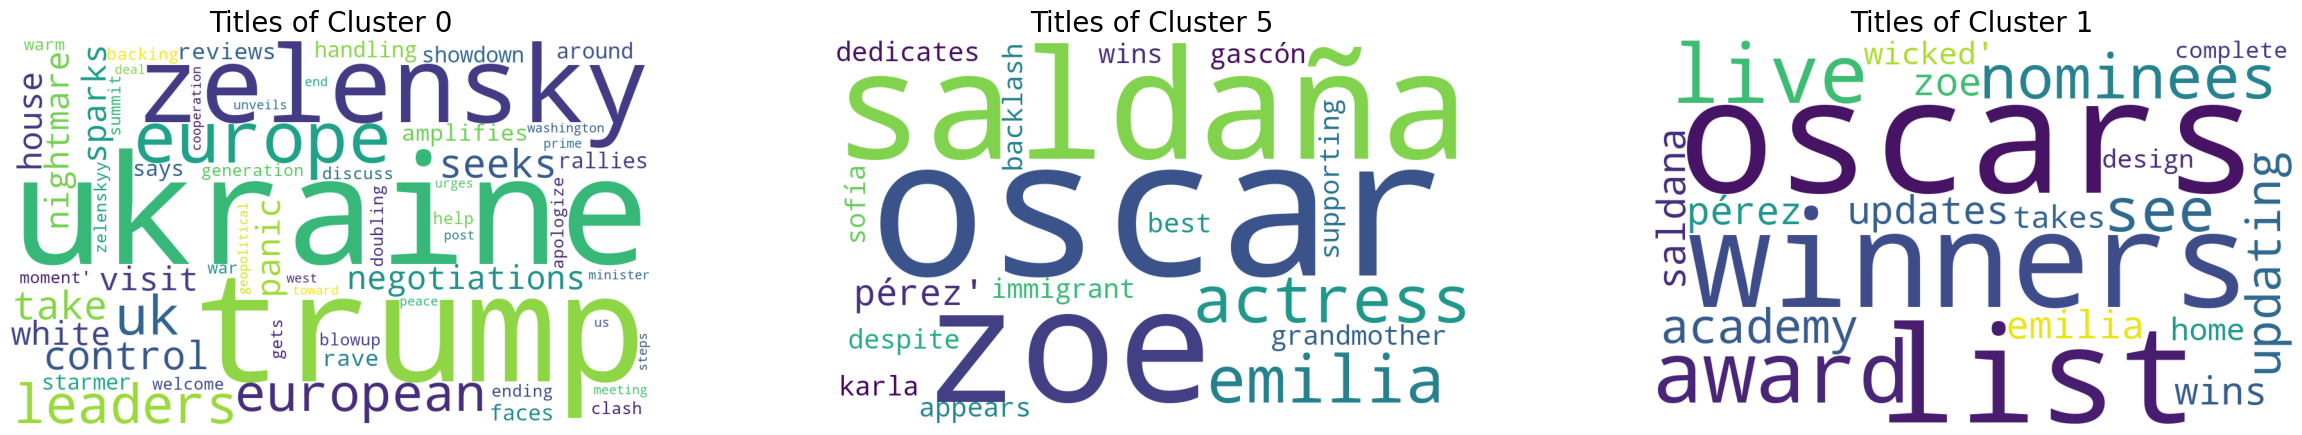 Titles of Cluster 0
warm
backing
reviews
handling
showdown
around
deal
zelensky
sparks
summit
house
nightmare
cooperation
unveils
end
europe
amplifies
washington
prime
says
generation
discuss
seeks
rallies
zelenskyy
ukraine
urges
geopolitical
panic
doubling
help
post
apologize
moment'
visit
war
west
toward
negotiations
minister
take
uk
trump
peace
white
control
gets
blowup
rave
us
steps
starmer
welcome
leaders
european
ending
faces
meeting
clash
Titles of Cluster 5
dedicates
backlash
wins
gascón
saldaña
supporting
sofía
oscar
best
pérez'
immigrant
actress
zoe
despite
grandmother
karla
emilia
appears
Titles of Cluster 1
live
wicked'
zoe
nominees
complete
oscars
saldana
design
pérez
updates
takes
see
updating
winners
academy
emilia
home
award
list
wins